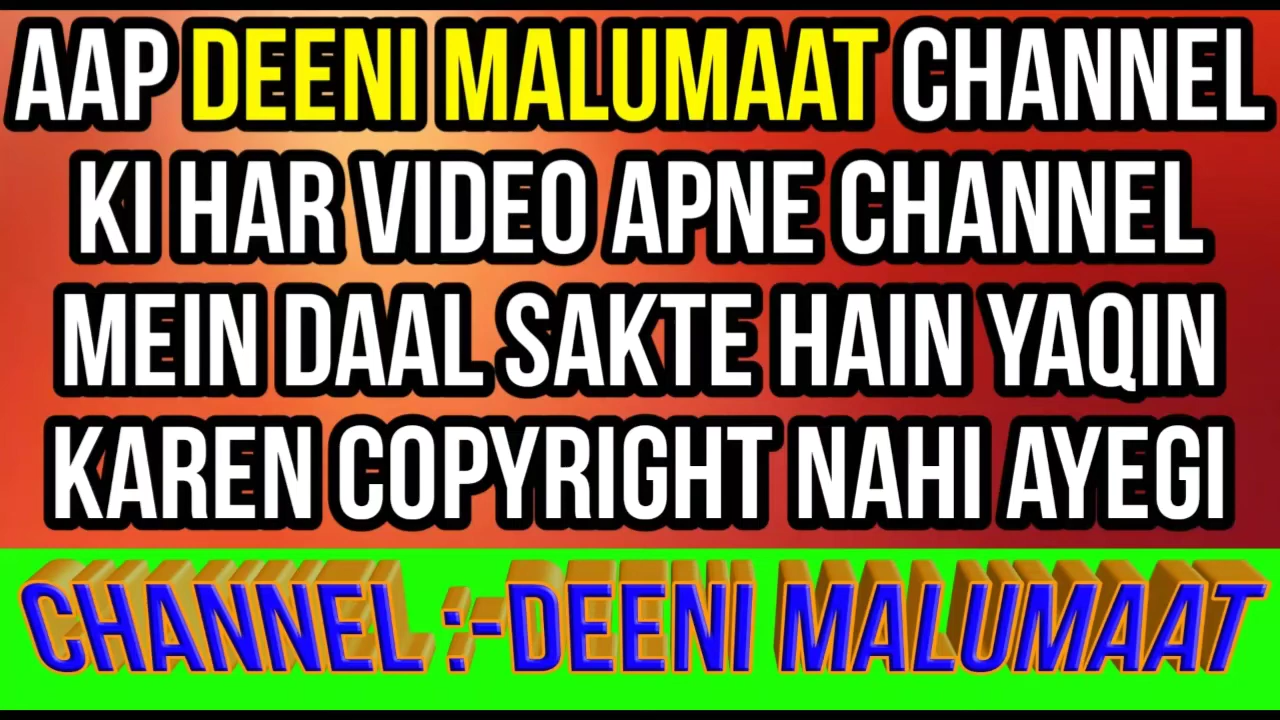 AAP DEENI MALUMAAT CHANNEL
KI HAR VIDEO APNE CHANNEL
MEIN DAAL SAKTE HAIN YAQIN
KAREN COPYRIGHT NAHI AYEGI
CHANNEL :-DEENI MALUMAAT